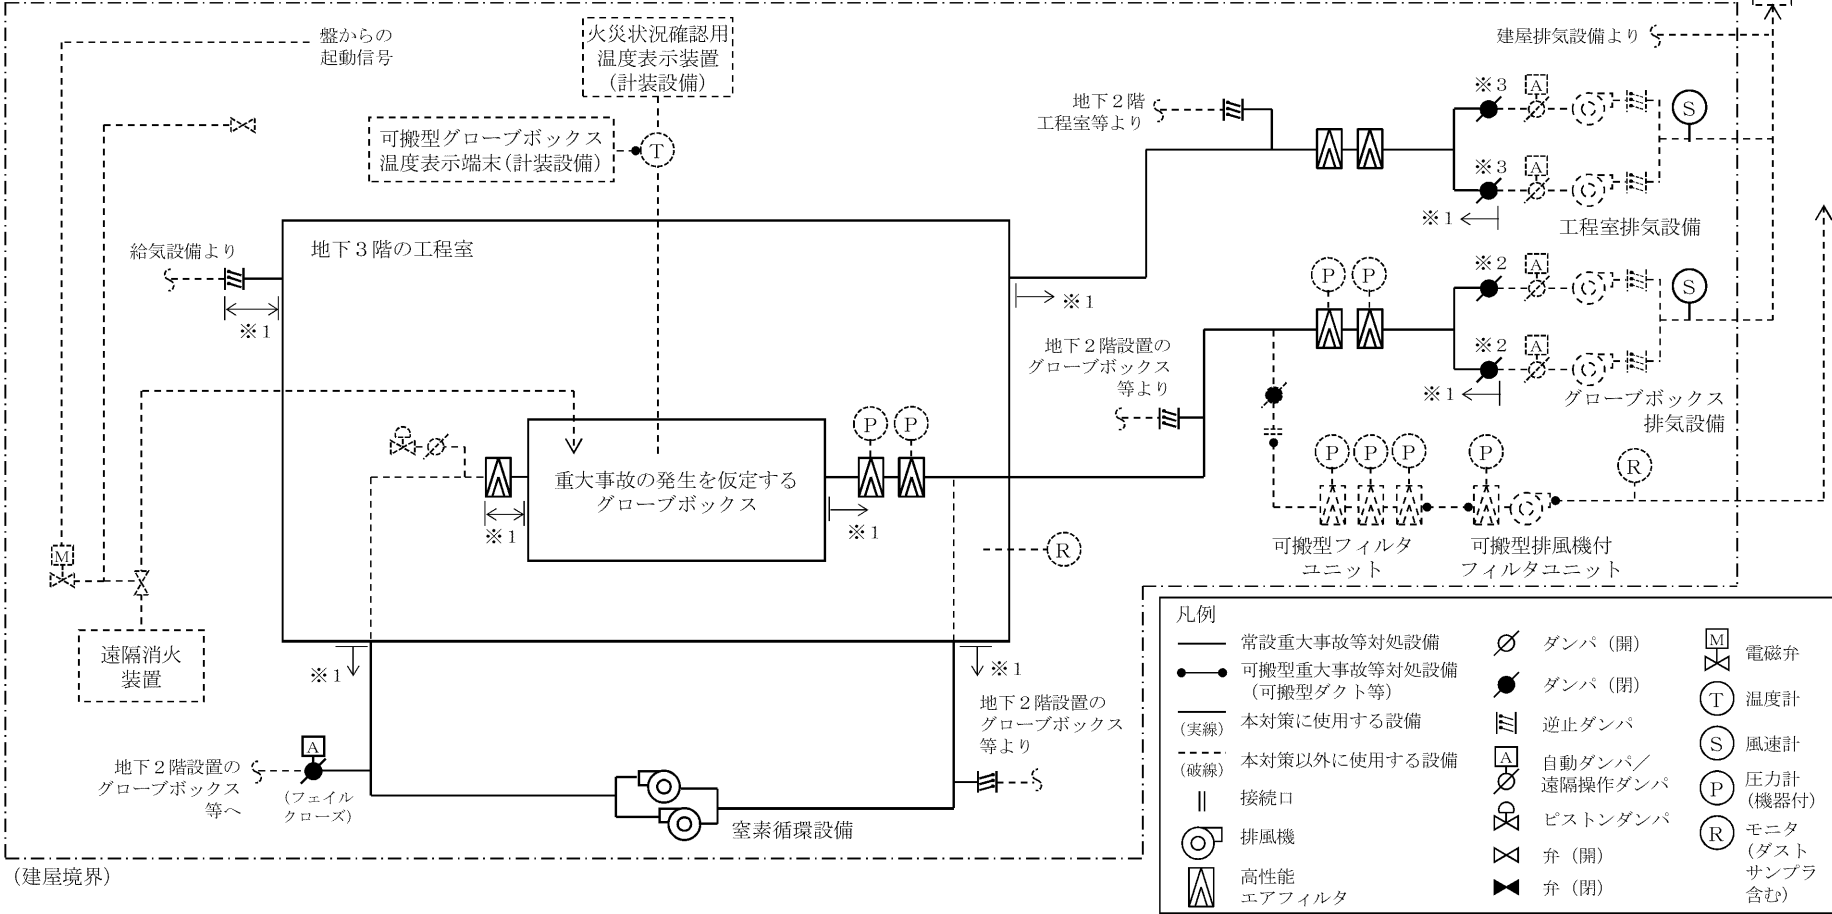 盤からの
起動信号
火災状況確認用
温度表示装置
(計装設備)
可搬型グローブボックス
温度表示端末(計装設備)
T
地下2階
工程室等より
建屋排気設備より
※3
A
S
※3
A
※1
工程室排気設備
給気設備より
※1
地下3階の工程室
※1
P
P
※2
A
S
※2
A
※1
グローブボックス
排気設備
地下2階設置の
グローブボックス
等より
P
P
重大事故の発生を仮定する
グローブボックス
※1
※1
P
P
P
P
R
可搬型フィルタ
ユニット
可搬型排風機付
フィルタユニット
R
M
遠隔消火
装置
※1
※1
地下2階設置の
グローブボックス
等より
A
地下2階設置の
グローブボックス
等へ
(フェイル
クローズ)
窒素循環設備
(建屋境界)
凡例
常設重大事故等対処設備
可搬型重大事故等対処設備
(可搬型ダクト等)
(実線)
本対策に使用する設備
(破線)
本対策以外に使用する設備
接続口
排風機
高性能
エアフィルタ
ダンパ (開)
ダンパ (閉)
逆止ダンパ
A
自動ダンパ/
遠隔操作ダンパ
ピストンダンパ
弁 (開)
弁 (閉)
M
電磁弁
T
温度計
S
風速計
P
圧力計
(機器付)
R
モニタ
(ダスト
サンプラ
含む)